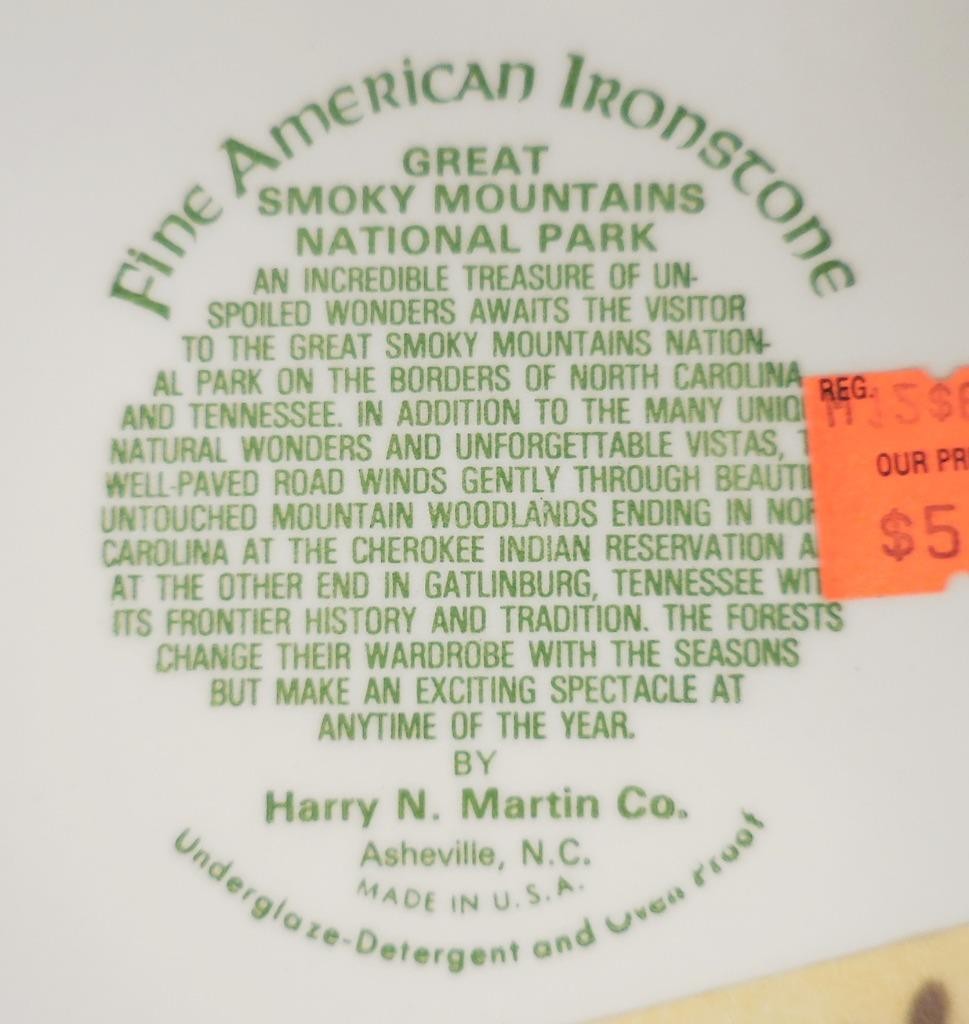 Fine American Ironstone
GREAT
SMOKY MOUNTAINS
NATIONAL PARK
AN INCREDIBLE TREASURE OF UN-
SPOILED WONDERS AWAITS THE VISITOR
TO THE GREAT SMOKY MOUNTAINS NATION-
AL PARK ON THE BORDERS OF NORTH CAROLINA
AND TENNESSEE. IN ADDITION TO THE MANY
NATURAL WONDERS AND UNFORGETTABLE VISTAS,
WELL-PAVED ROAD WINDS GENTLY THROUGH
UNTOUCHED MOUNTAIN WOODLANDS ENDING IN
CAROLINA AT THE CHEROKEE INDIAN RESERVATION
AT THE OTHER END IN GATLINBURG, TENNESSEE
ITS FRONTIER HISTORY AND TRADITION. THE FORESTS
CHANGE THEIR WARDROBE WITH THE SEASONS
BUT MAKE AN EXCITING SPECTACLE AT
ANYTIME OF THE YEAR.
BY
Harry N. Martin Co.
Asheville, N.C.
MADE IN U.S.A.
Underglaze-Detergent and Oven Proof
REG.
OUR
$5